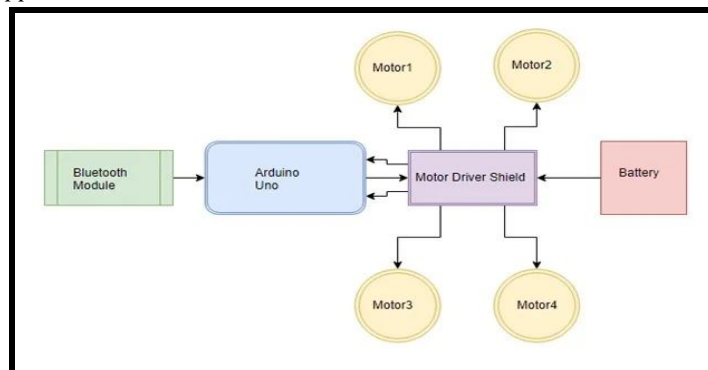 Motor1
Motor2
Bluetooth
Module
Arduino
Uno
Motor Driver Shield
Battery
Motor3
Motor4